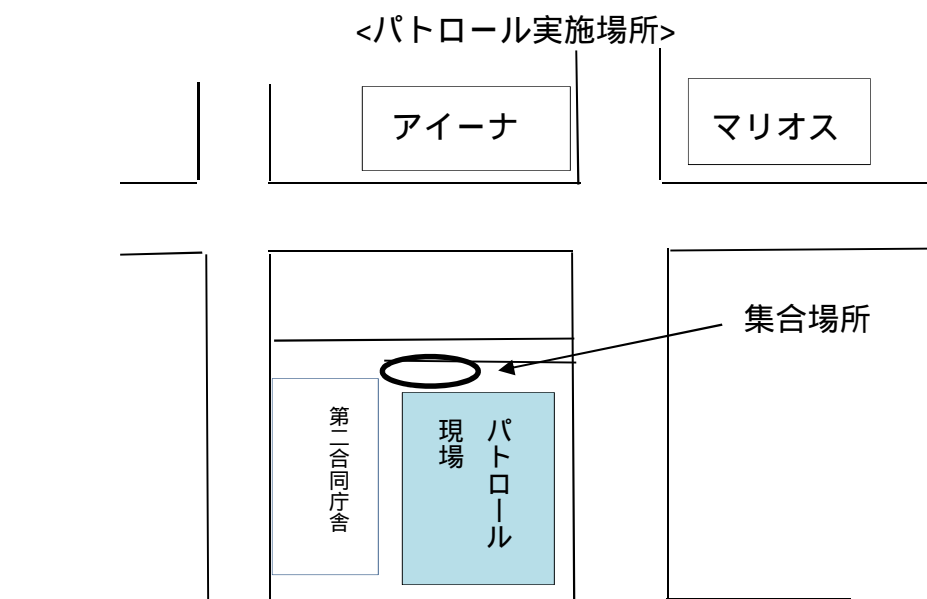 <パトロール実施場所>
アイーナ
マリオス
集合場所
第二合同庁舎
パトロール
現場